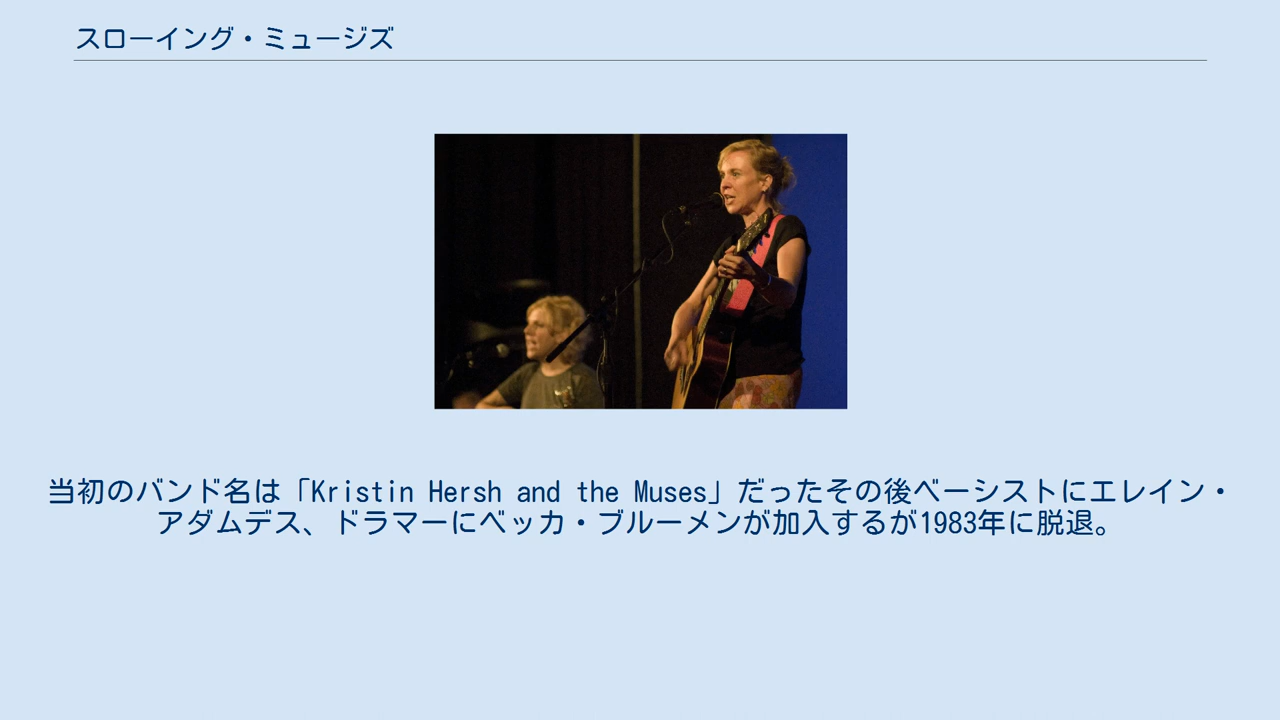 スローイング・ミュージズ
当初のバンド名は「Kristin Hersh and the Muses」だったその後ベーシストにエレイン・
アダムデス、ドラマーにベッカ・ブルーメンが加入するが1983年に脱退。